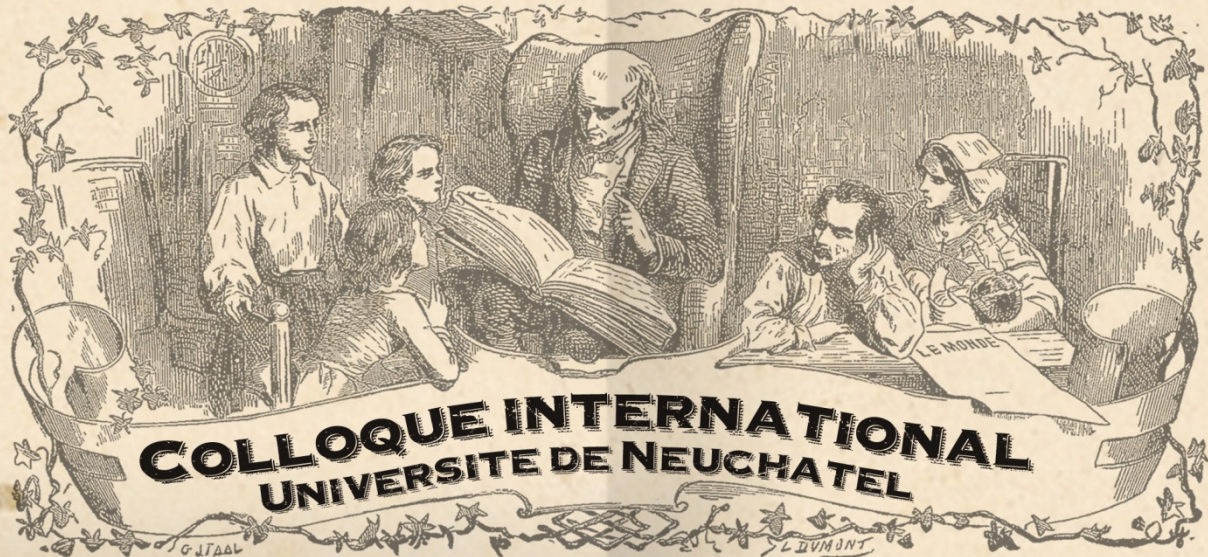 LE MONDE
COLLOQUE INTERNATIONAL
UNIVERSITE DE NEUCHATEL
G. STAAL
L. DUMONT